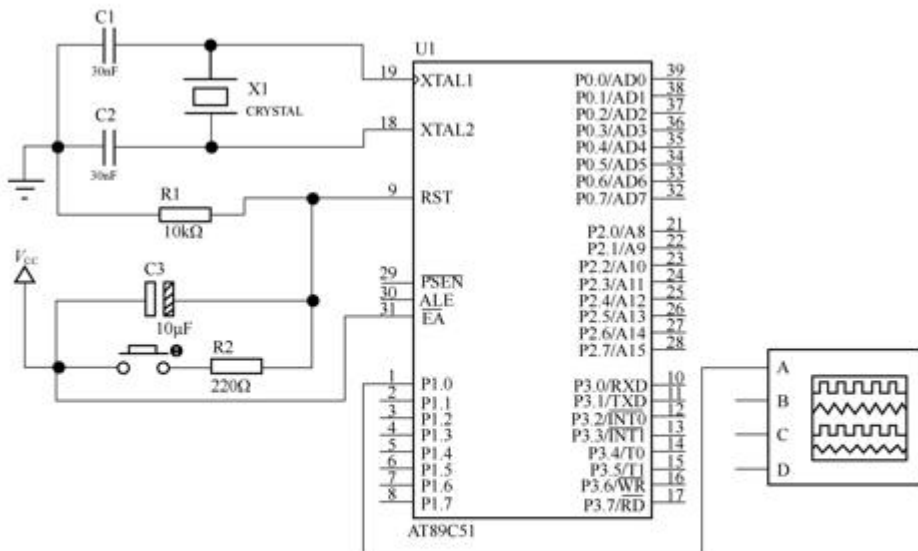 C1
30nF
X1
CRYSTAL
C2
30nF
R1
10kΩ
VCC
C3
10μF
R2
220Ω
U1
19 XTAL1
18 XTAL2
9 RST
29 PSEN
30 ALE
31 EA
1 P1.0
2 P1.1
3 P1.2
4 P1.3
5 P1.4
6 P1.5
7 P1.6
8 P1.7
P0.0/AD0 39
P0.1/AD1 38
P0.2/AD2 37
P0.3/AD3 36
P0.4/AD4 35
P0.5/AD5 34
P0.6/AD6 33
P0.7/AD7 32
P2.0/A8 21
P2.1/A9 22
P2.2/A10 23
P2.3/A11 24
P2.4/A12 25
P2.5/A13 26
P2.6/A14 27
P2.7/A15 28
P3.0/RXD 10
P3.1/TXD 11
P3.2/INT0 12
P3.3/INT1 13
P3.4/T0 14
P3.5/T1 15
P3.6/WR 16
P3.7/RD 17
AT89C51
A
B
C
D